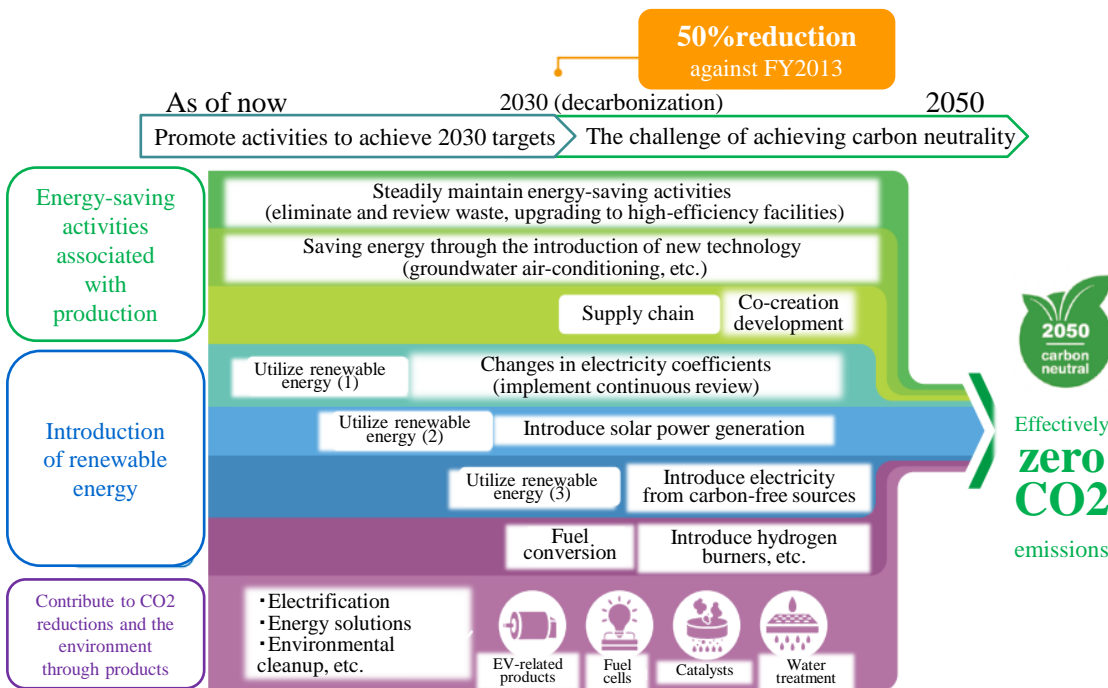 50%reduction
against FY2013
As of now
2030 (decarbonization)
2050
Promote activities to achieve 2030 targets
The challenge of achieving carbon neutrality
Energy-saving
activities
associated
with
production
Steadily maintain energy-saving activities
(eliminate and review waste, upgrading to high-efficiency facilities)
Saving energy through the introduction of new technology
(groundwater air-conditioning, etc.)
Supply chain
Co-creation
development
Introduction
of renewable
energy
Utilize renewable
energy (1)
Changes in electricity coefficients
(implement continuous review)
Utilize renewable
energy (2)
Introduce solar power generation
Utilize renewable
energy (3)
Introduce electricity
from carbon-free sources
Fuel
conversion
Introduce hydrogen
burners, etc.
Contribute to CO2
reductions and the
environment
through products
・Electrification
・Energy solutions
・Environmental
cleanup, etc.
EV-related
products
Fuel
cells
Catalysts
Water
treatment
2050
carbon
neutral
Effectively
zero
CO2
emissions